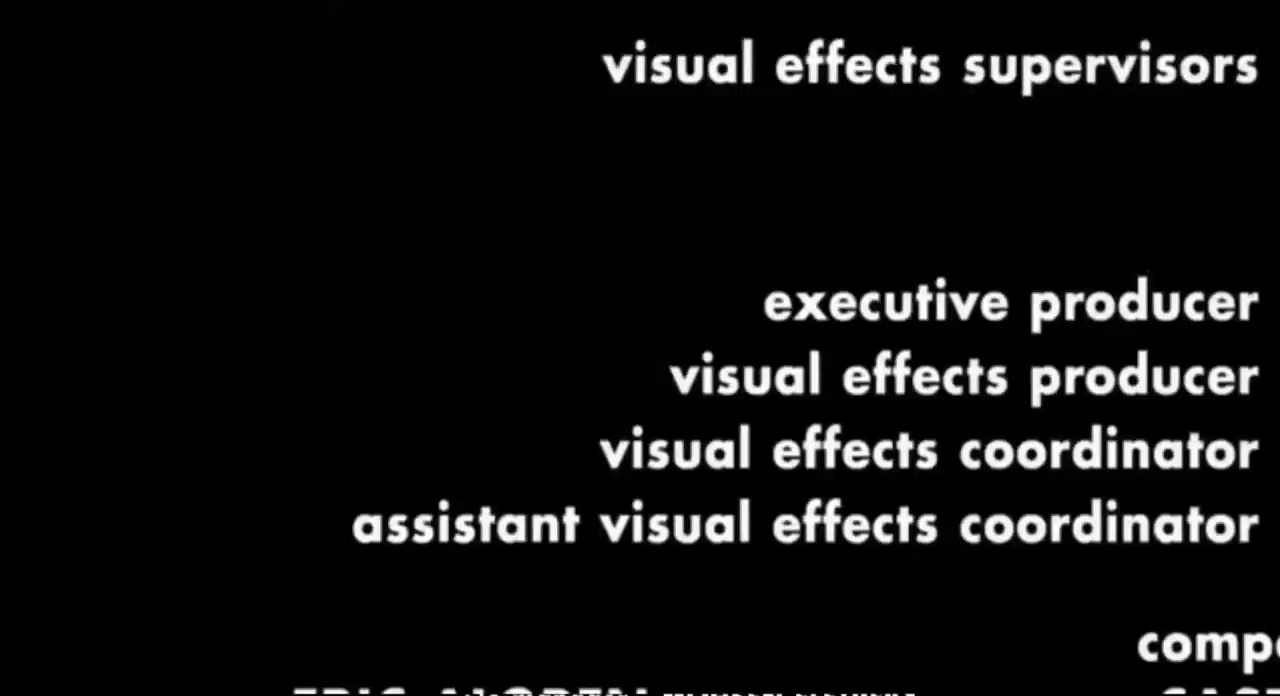 visual effects supervisors
executive producer
visual effects producer
visual effects coordinator
assistant visual effects coordinator